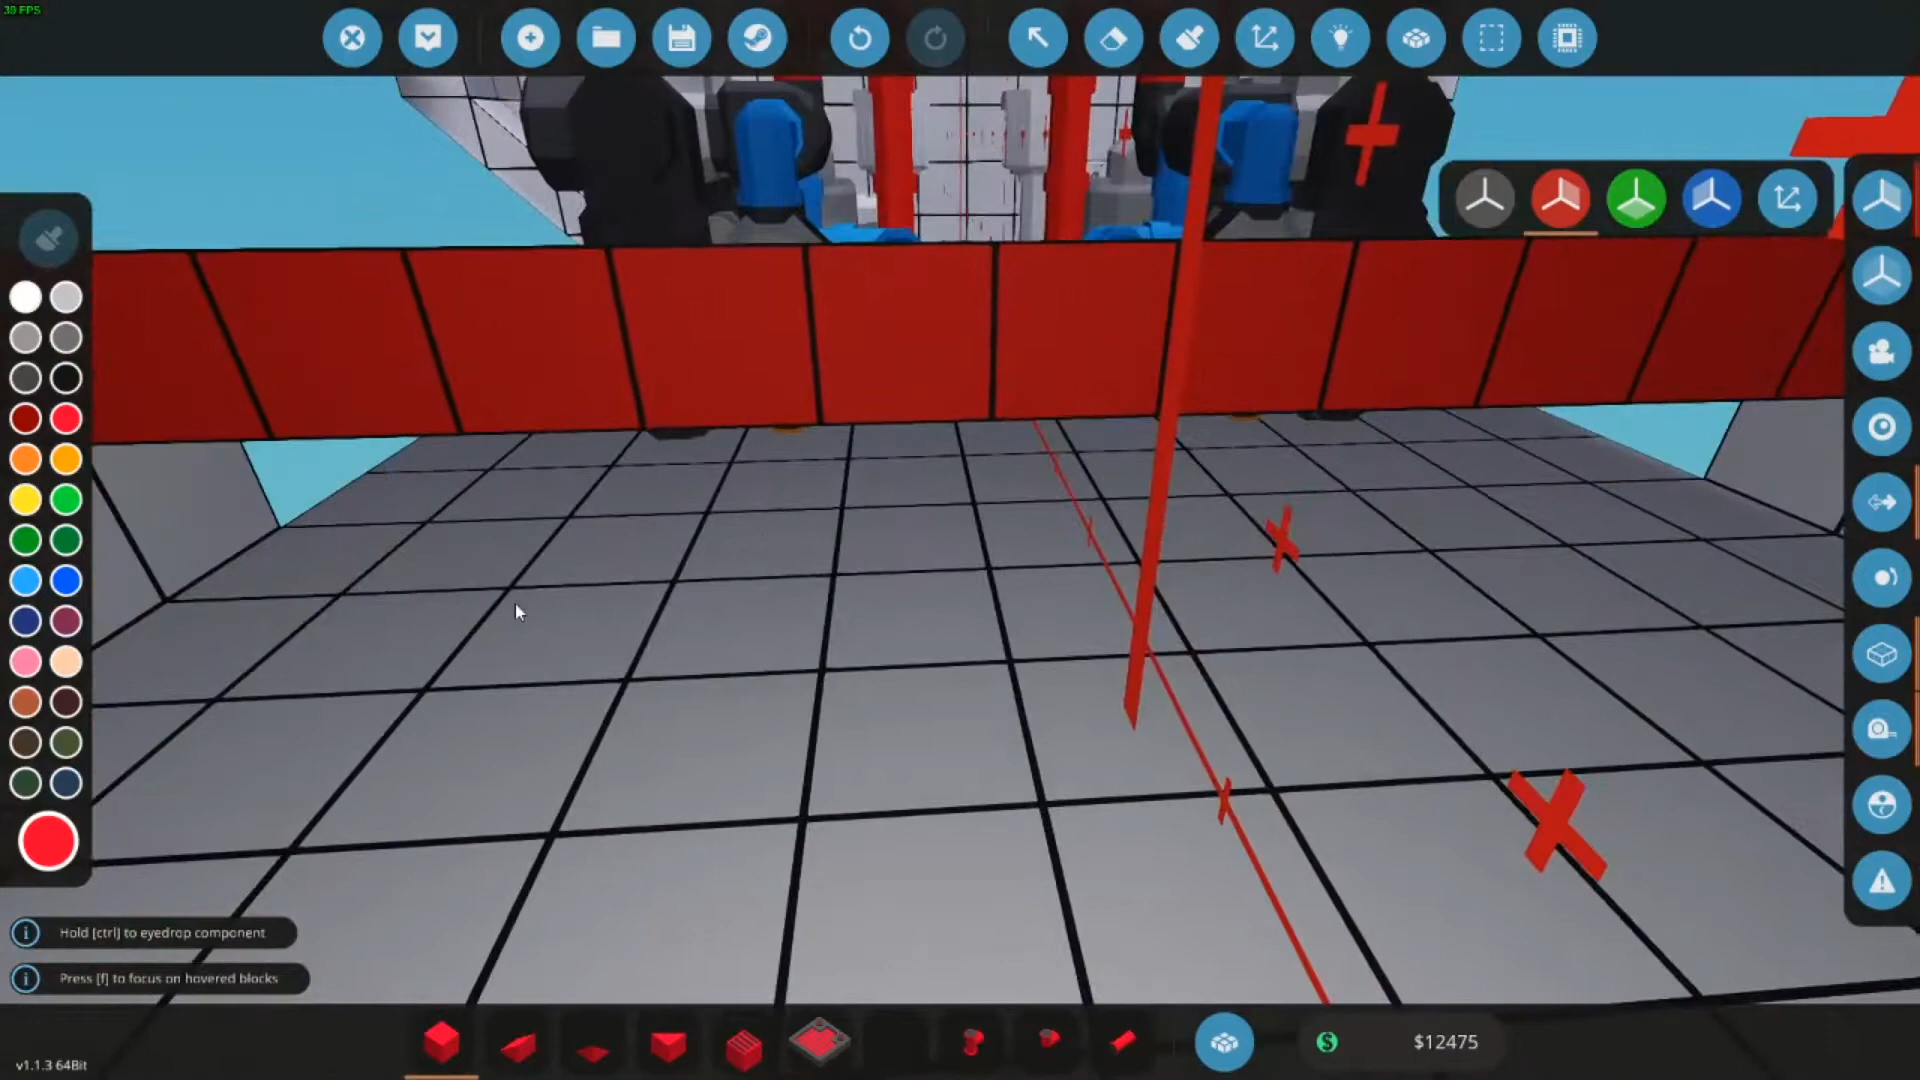 30 FPS
Hold [ctrl] to eyedrop component
Press [f] to focus on hovered blocks
$12475
v1.1.3 64Bit